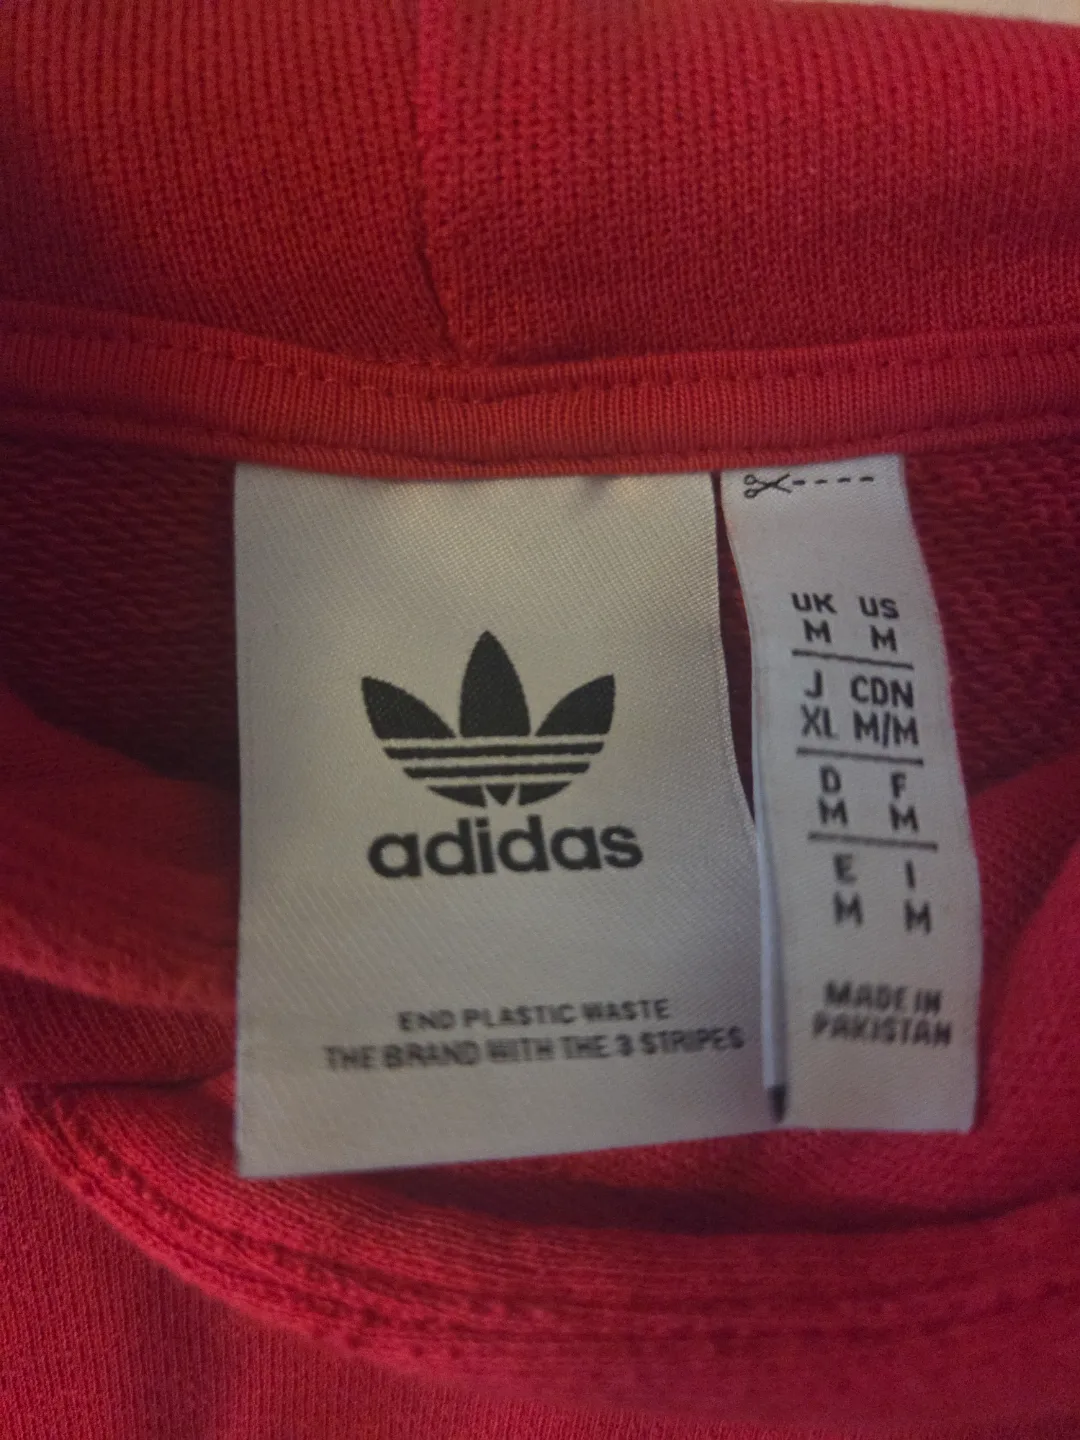 adidas
END PLASTIC WASTE
THE BRAND WITH THE 3 STRIPES
UK US
M M
J CDN
XL M/M
D F
M M
E I
M M
MADE IN
PAKISTAN